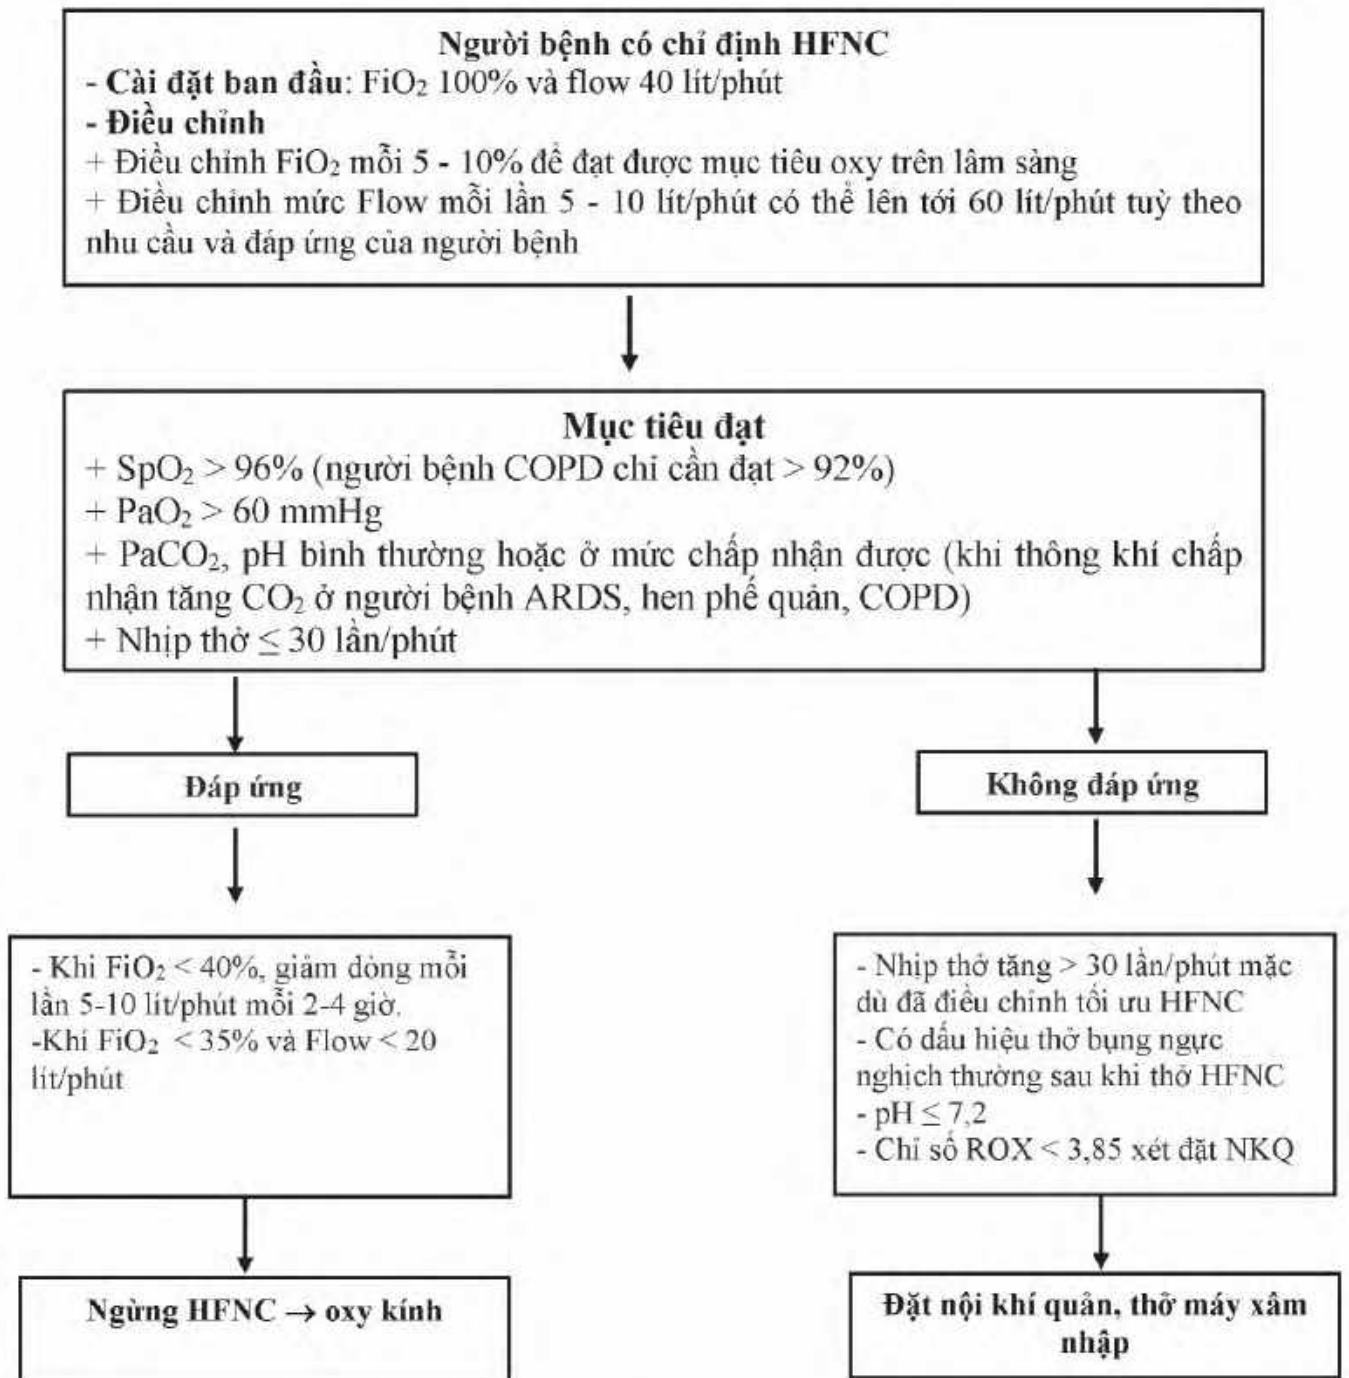 Người bệnh có chỉ định HFNC
- Cài đặt ban đầu: FiO₂ 100% và flow 40 lít/phút
- Điều chỉnh
+ Điều chỉnh FiO₂ mỗi 5 - 10% để đạt được mục tiêu oxy trên lâm sàng
+ Điều chỉnh mức Flow mỗi lần 5 - 10 lít/phút có thể lên tới 60 lít/phút tuỳ theo
nhu cầu và đáp ứng của người bệnh
Mục tiêu đạt
+ SpO₂ > 96% (người bệnh COPD chỉ cần đạt > 92%)
+ PaO₂ > 60 mmHg
+ PaCO₂, pH bình thường hoặc ở mức chấp nhận được (khi thông khí chấp
nhận tăng CO₂ ở người bệnh ARDS, hen phế quản, COPD)
+ Nhịp thở ≤ 30 lần/phút
Đáp ứng
Không đáp ứng
- Khi FiO₂ < 40%, giảm dòng mỗi
lần 5-10 lít/phút mỗi 2-4 giờ.
-Khi FiO₂ < 35% và Flow < 20
lít/phút
- Nhịp thở tăng > 30 lần/phút mặc
dù đã điều chỉnh tối ưu HFNC
- Có dấu hiệu thở bụng ngực
nghịch thường sau khi thở HFNC
- pH ≤ 7,2
- Chỉ số ROX < 3,85 xét đặt NKQ
Ngừng HFNC → oxy kính
Đặt nội khí quản, thở máy xâm
nhập